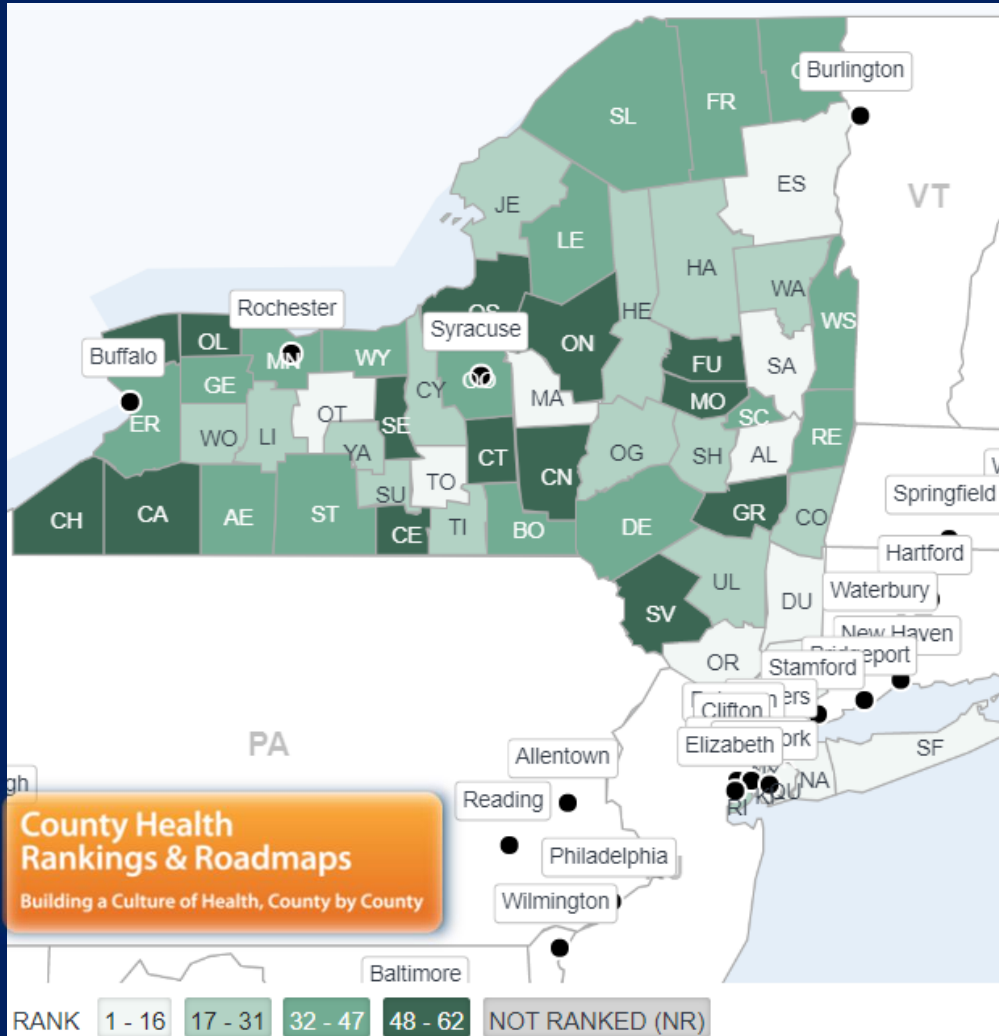 Burlington
SL
FR
ES
VT
JE
LE
HA
HE
WA
WS
Rochester
OL
Syracuse
ON
FU
SA
Buffalo
MN
WY
GE
CY
MA
MO
ER
OT
SE
SC
RE
WO
LI
YA
OG
SH
AL
CT
CN
TO
SU
CH
CA
AE
ST
CE
TI
BO
DE
GR
CO
Springfield
Hartford
UL
DU
Waterbury
SV
New Haven
OR
Stamford
Clifton
Elizabeth
SF
PA
Allentown
NA
QU
RI
Reading
County Health
Rankings & Roadmaps
Building a Culture of Health, County by County
Philadelphia
Wilmington
Baltimore
RANK 1 - 16 17 - 31 32 - 47 48 - 62 NOT RANKED (NR)